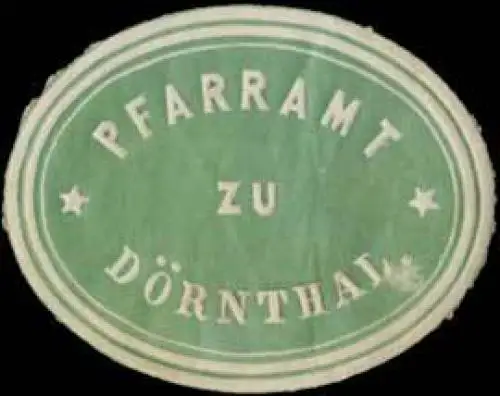 PFARRAMT
ZU
DÖRNTHAL.